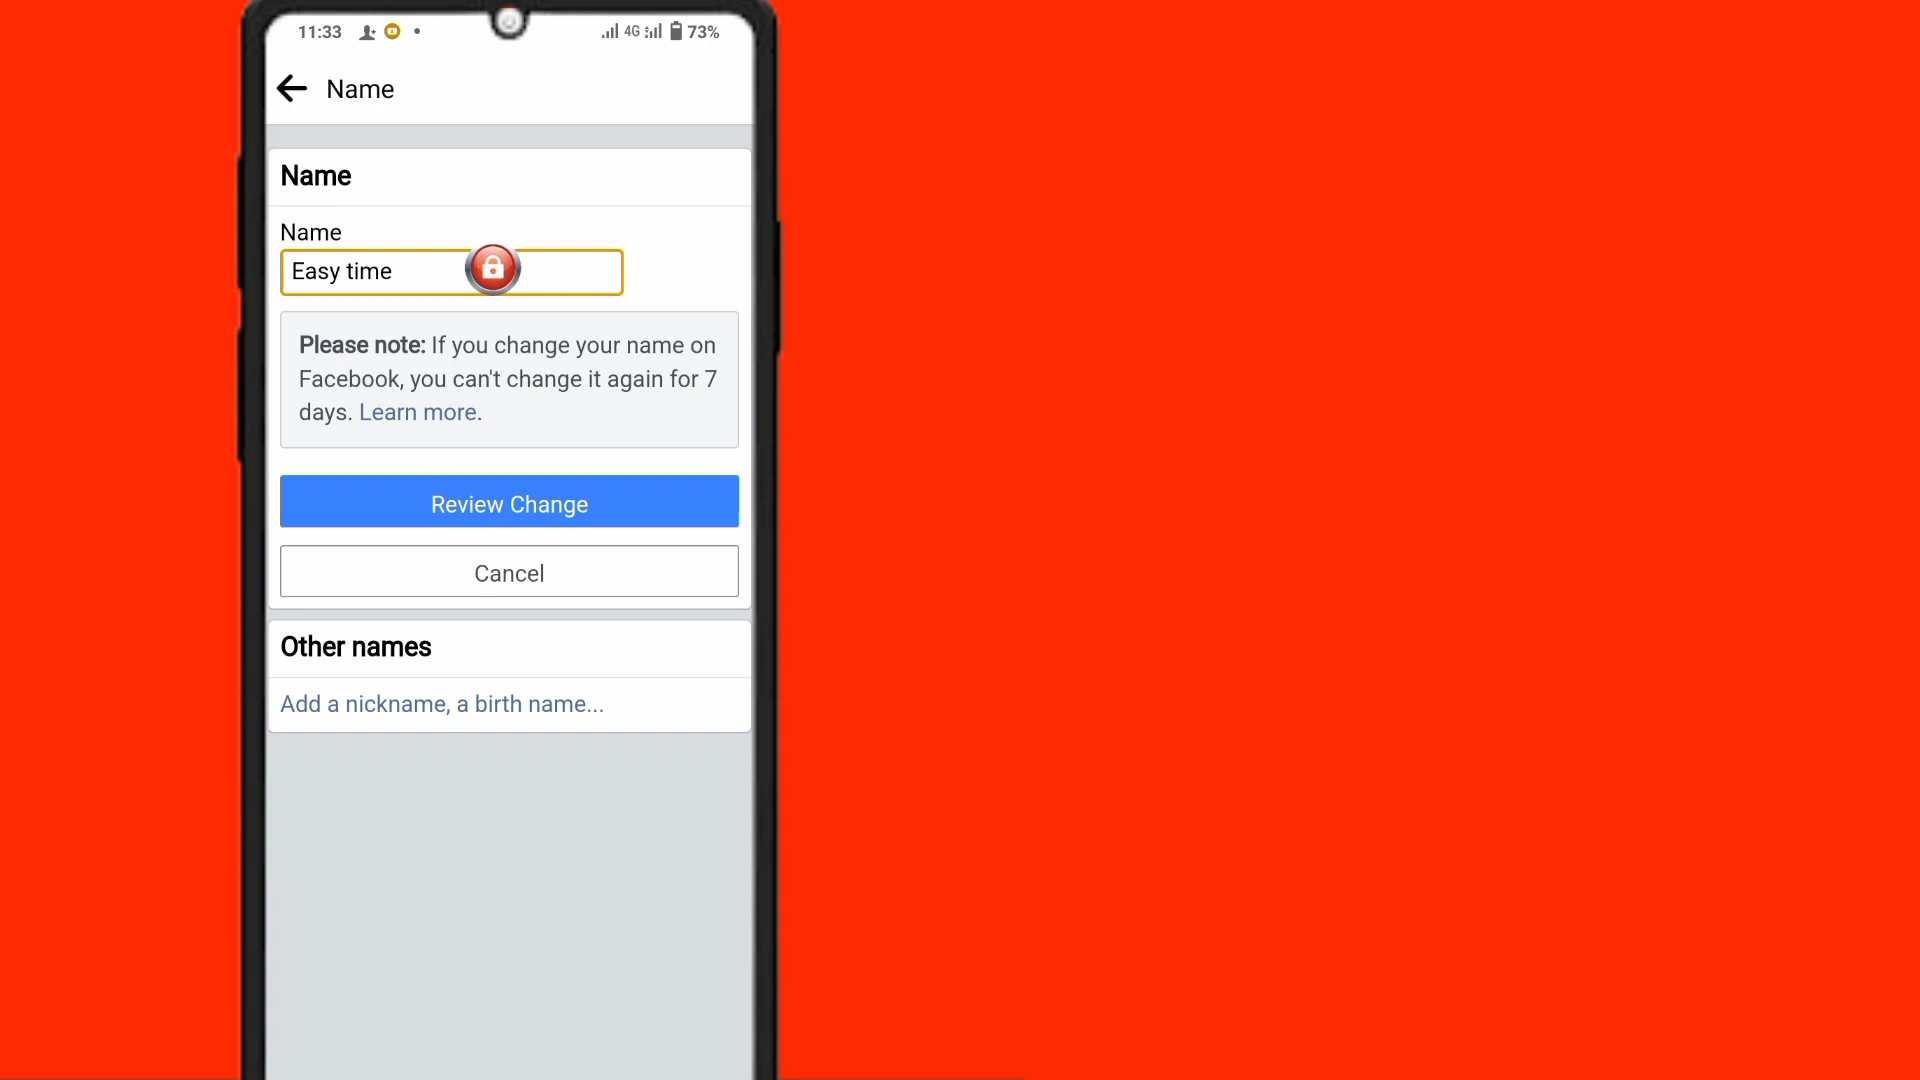 11:33 4G 73%
Name
Name
Name
Easy time
Please note: If you change your name on
Facebook, you can't change it again for 7
days. Learn more.
Review Change
Cancel
Other names
Add a nickname, a birth name...